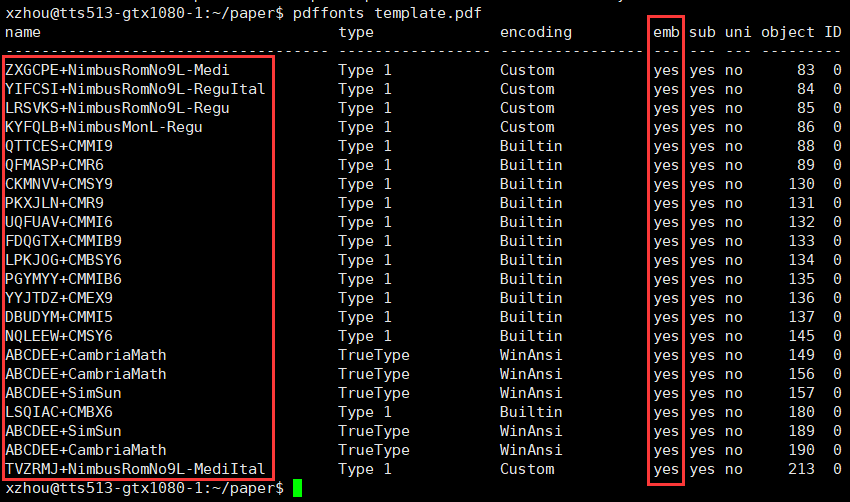 xzhou@tts513-gtx1080-1:~/paper$ pdffonts template.pdf
name                                 type              encoding         emb sub uni object ID
------------------------------------ ----------------- ---------------- --- --- --- ---------
ZXGCPE+NimbusRomNo9L-Medi            Type 1            Custom           yes yes no      83  0
YIFCSI+NimbusRomNo9L-ReguItal        Type 1            Custom           yes yes no      84  0
LRSVKS+NimbusRomNo9L-Regu            Type 1            Custom           yes yes no      85  0
KYFQLB+NimbusMonL-Regu               Type 1            Custom           yes yes no      86  0
QTTCES+CMMI9                         Type 1            Builtin          yes yes no      88  0
QFMASP+CMR6                          Type 1            Builtin          yes yes no      89  0
CKMNVV+CMSY9                         Type 1            Builtin          yes yes no     130  0
PKXJLN+CMR9                          Type 1            Builtin          yes yes no     131  0
UQFUAV+CMMI6                         Type 1            Builtin          yes yes no     132  0
FDQGTX+CMMIB9                        Type 1            Builtin          yes yes no     133  0
LPKJOG+CMBSY6                        Type 1            Builtin          yes yes no     134  0
PGYMYY+CMMIB6                        Type 1            Builtin          yes yes no     135  0
YYJTDZ+CMEX9                         Type 1            Builtin          yes yes no     136  0
DBUDYM+CMMI5                         Type 1            Builtin          yes yes no     137  0
NQLEEW+CMSY6                         Type 1            Builtin          yes yes no     145  0
ABCDEE+CambriaMath                   TrueType          WinAnsi          yes yes no     149  0
ABCDEE+CambriaMath                   TrueType          WinAnsi          yes yes no     156  0
ABCDEE+SimSun                        TrueType          WinAnsi          yes yes no     157  0
LSQIAC+CMBX6                         Type 1            Builtin          yes yes no     180  0
ABCDEE+SimSun                        TrueType          WinAnsi          yes yes no     189  0
ABCDEE+CambriaMath                   TrueType          WinAnsi          yes yes no     190  0
TVZRMJ+NimbusRomNo9L-MediItal        Type 1            Custom           yes yes no     213  0
xzhou@tts513-gtx1080-1:~/paper$